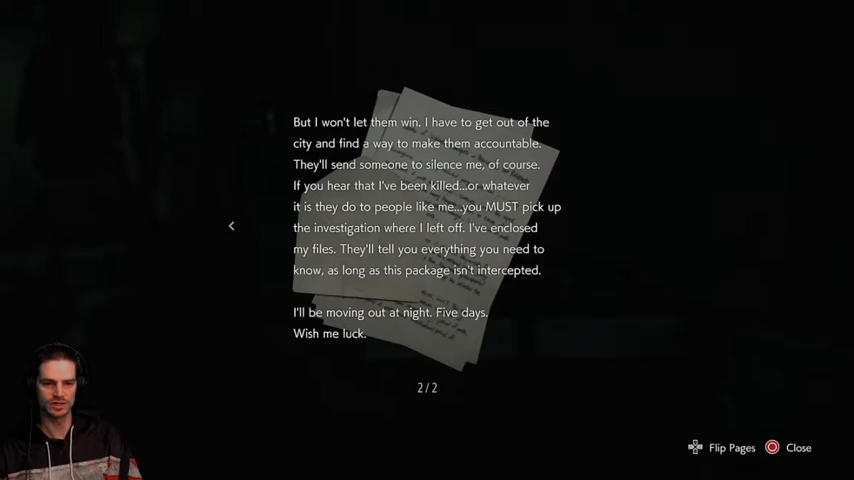 But I won't let them win. I have to get out of the
city and find a way to make them accountable.
They'll send someone to silence me, of course.
If you hear that I've been killed...or whatever
it is they do to people like me...you MUST pick up
the investigation where I left off. I've enclosed
my files. They'll tell you everything you need to
know, as long as this package isn't intercepted.
I'll be moving out at night. Five days.
Wish me luck.
2/2
Flip Pages
Close